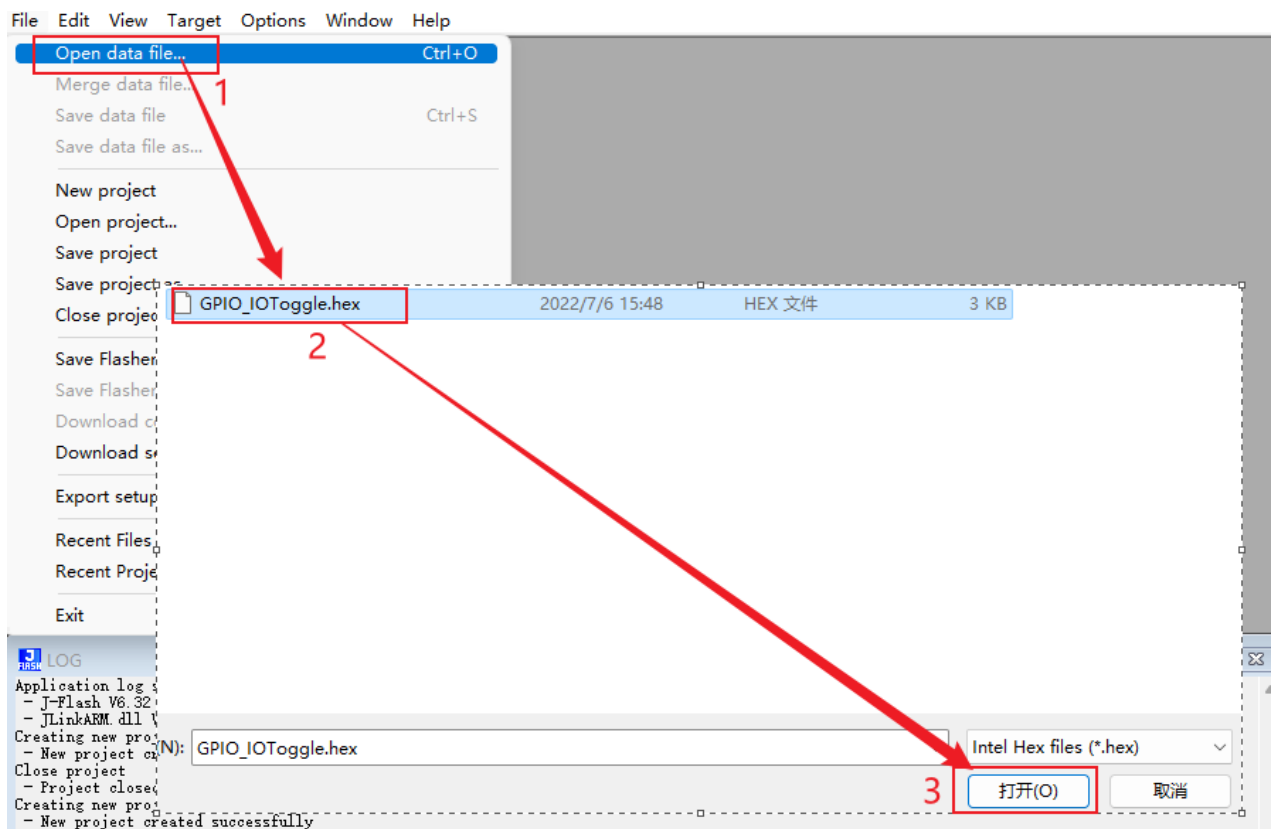 File Edit View Target Options Window Help
Open data file... Ctrl+O
Merge data file...
1
Save data file Ctrl+S
Save data file as...
New project
Open project...
Save project
Save project as
Close projec
GPIO_IOToggle.hex 2022/7/6 15:48 HEX 文件 3 KB
2
Save Flasher
Save Flasher
Download c
Download s
Export setup
Recent Files
Recent Proje
Exit
LOG
Application log s
- J-Flash V6.32
- JLinkARM.dll V
Creating new proj
(N): GPIO_IOToggle.hex Intel Hex files (*.hex)
- New project cr
Close project
- Project closed
3 打开(O) 取消
Creating new proj
- New project created successfully